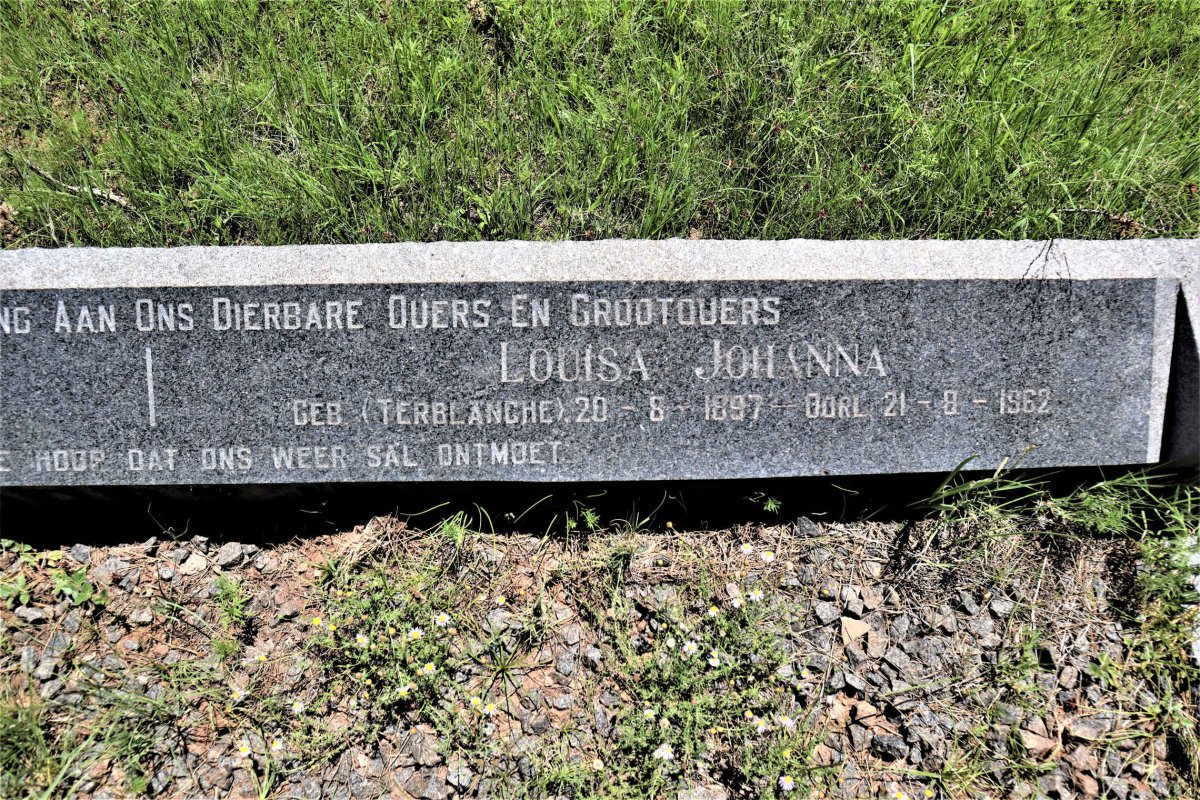 NG AAN ONS DIERBARE OUERS EN GROOTOUERS
LOUISA JOHANNA
GEB (TERBLANCHE). 20 - 6 - 1897 — OORL. 21 - 8 - 1962
E HOOP DAT ONS WEER SAL ONTMOET.